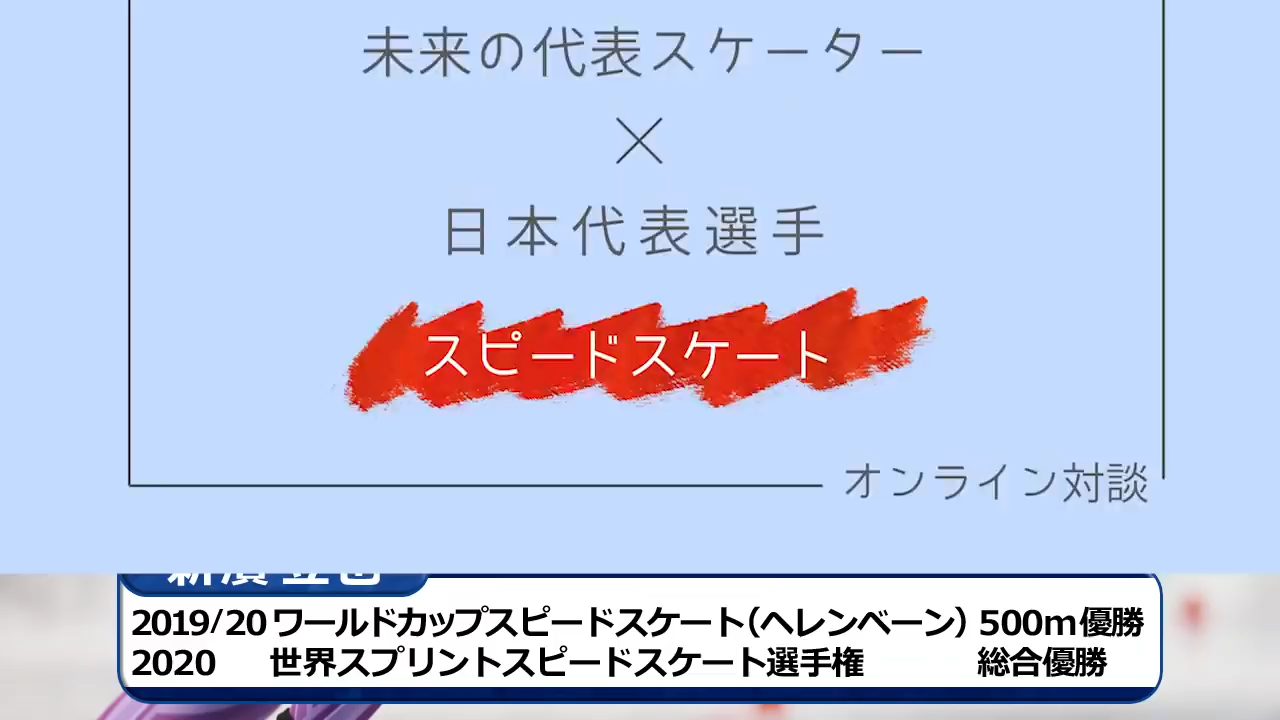 未来の代表スケーター
×
日本代表選手
スピードスケート
オンライン対談
2019/20 ワールドカップスピードスケート（ヘレンベーン） 500m優勝
2020 世界スプリントスピードスケート選手権 総合優勝